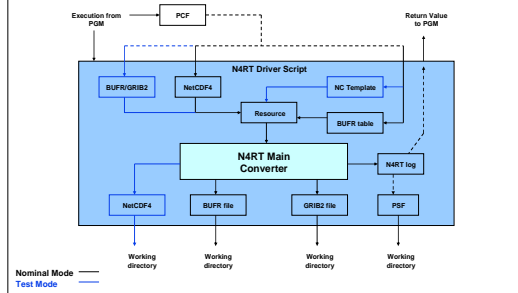 Execution from
PGM
PCF
Return Value
to PGM
N4RT Driver Script
BUFR/GRIB2
NetCDF4
NC Template
Resource
BUFR table
N4RT Main
Converter
N4RT log
NetCDF4
BUFR file
GRIB2 file
PSF
Working
directory
Working
directory
Working
directory
Working
directory
Nominal Mode
Test Mode